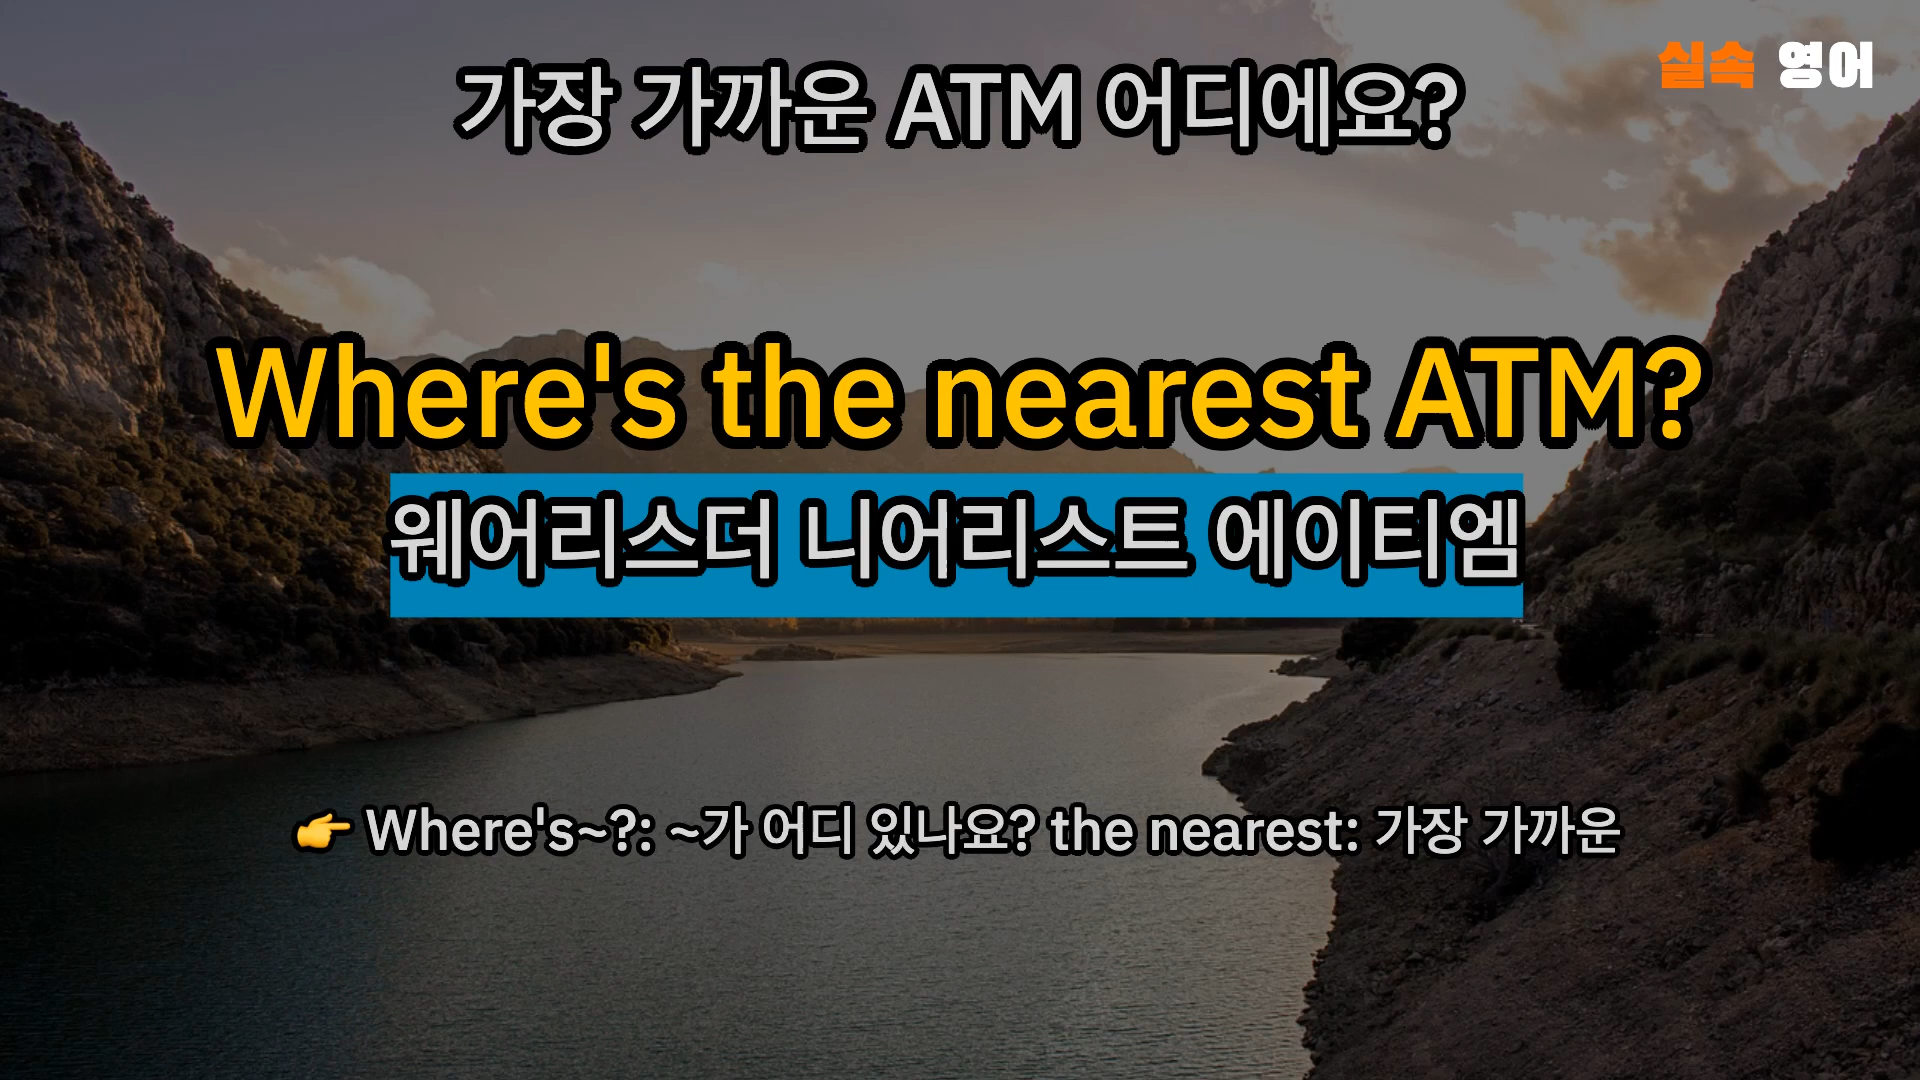 가장 가까운 ATM 어디에요?
실속 영어
Where's the nearest ATM?
웨어리스더 니어리스트 에이티엠
👉 Where's~?: ~가 어디 있나요? the nearest: 가장 가까운